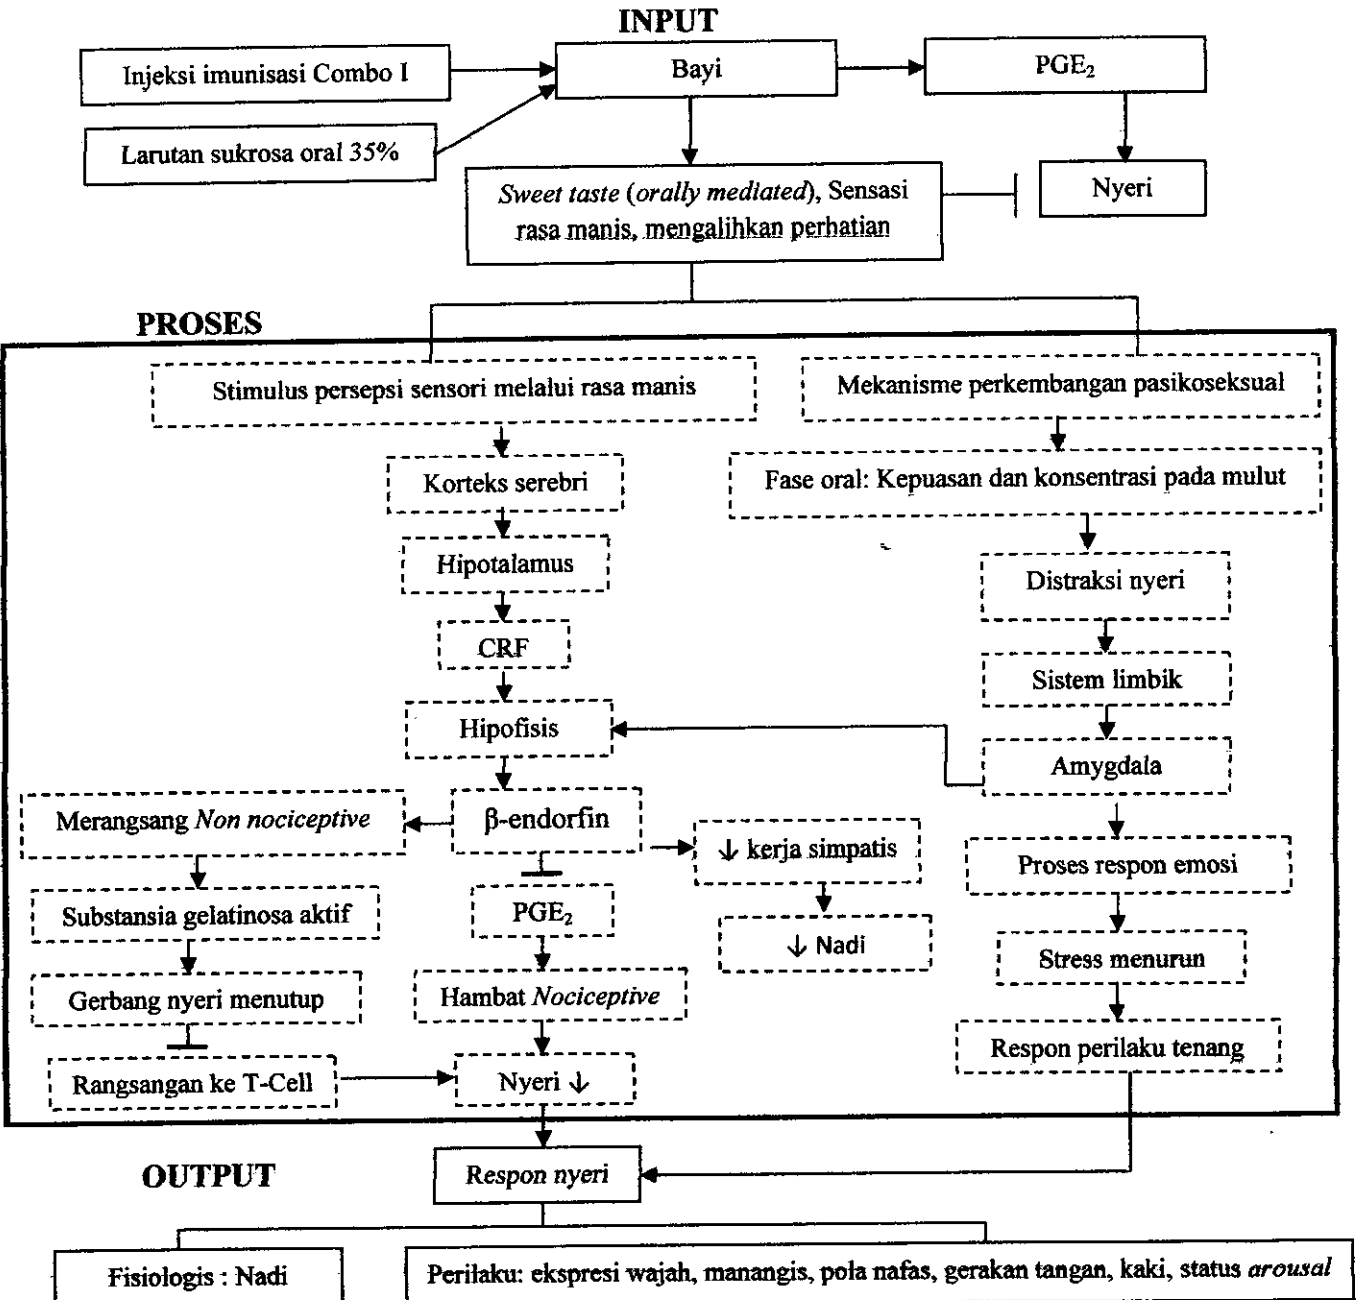 INPUT
Injeksi imunisasi Combo I
Bayi
PGE₂
Larutan sukrosa oral 35%
Sweet taste (orally mediated), Sensasi
rasa manis, mengalihkan perhatian
Nyeri
PROSES
Stimulus persepsi sensori melalui rasa manis
Mekanisme perkembangan pasikoseksual
Korteks serebri
Fase oral: Kepuasan dan konsentrasi pada mulut
Hipotalamus
Distraksi nyeri
CRF
Sistem limbik
Hipofisis
Amygdala
Merangsang Non nociceptive
β-endorfin
↓ kerja simpatis
Proses respon emosi
Substansia gelatinosa aktif
PGE₂
↓ Nadi
Stress menurun
Gerbang nyeri menutup
Hambat Nociceptive
Respon perilaku tenang
Rangsangan ke T-Cell
Nyeri ↓
OUTPUT
Respon nyeri
Fisiologis : Nadi
Perilaku: ekspresi wajah, manangis, pola nafas, gerakan tangan, kaki, status arousal